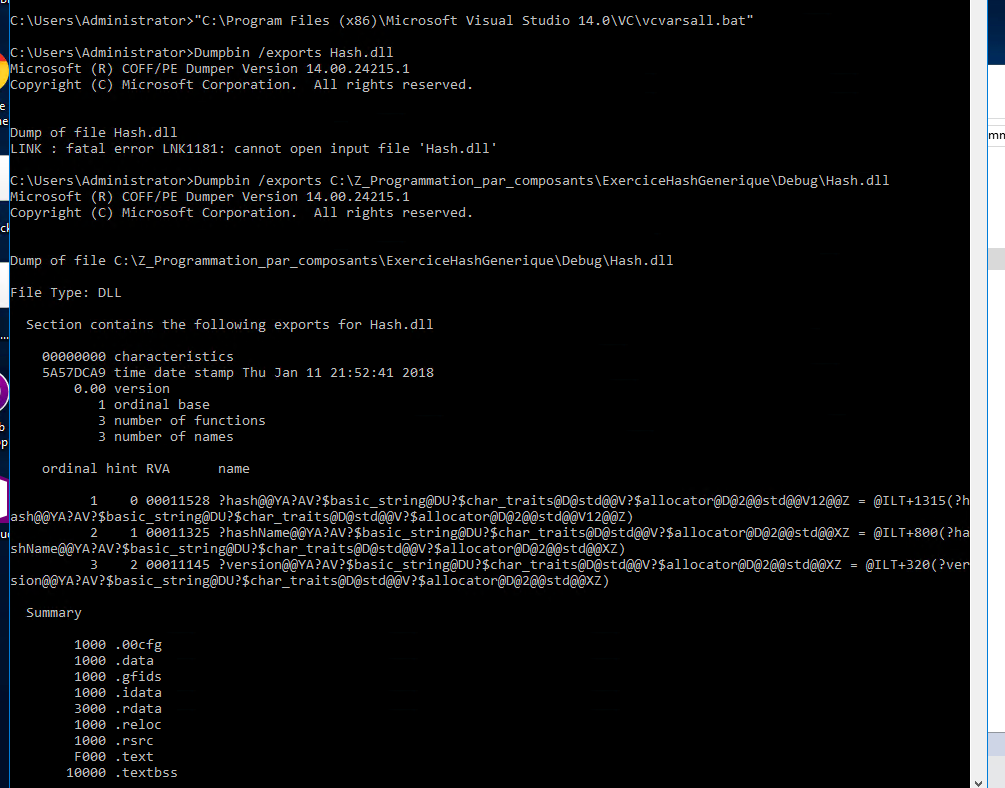 C:\Users\Administrator>"C:\Program Files (x86)\Microsoft Visual Studio 14.0\VC\vcvarsall.bat"
C:\Users\Administrator>Dumpbin /exports Hash.dll
Microsoft (R) COFF/PE Dumper Version 14.00.24215.1
Copyright (C) Microsoft Corporation.  All rights reserved.
Dump of file Hash.dll
LINK : fatal error LNK1181: cannot open input file 'Hash.dll'
C:\Users\Administrator>Dumpbin /exports C:\Z_Programmation_par_composants\ExerciceHashGenerique\Debug\Hash.dll
Microsoft (R) COFF/PE Dumper Version 14.00.24215.1
Copyright (C) Microsoft Corporation.  All rights reserved.
Dump of file C:\Z_Programmation_par_composants\ExerciceHashGenerique\Debug\Hash.dll
File Type: DLL
  Section contains the following exports for Hash.dll
    00000000 characteristics
    5A57DCA9 time date stamp Thu Jan 11 21:52:41 2018
        0.00 version
           1 ordinal base
           3 number of functions
           3 number of names
    ordinal hint RVA      name
          1    0 00011528 ?hash@@YA?AV?$basic_string@DU?$char_traits@D@std@@V?$allocator@D@2@@std@@V12@@Z = @ILT+1315(?h
ash@@YA?AV?$basic_string@DU?$char_traits@D@std@@V?$allocator@D@2@@std@@V12@@Z)
          2    1 00011325 ?hashName@@YA?AV?$basic_string@DU?$char_traits@D@std@@V?$allocator@D@2@@std@@XZ = @ILT+800(?ha
shName@@YA?AV?$basic_string@DU?$char_traits@D@std@@V?$allocator@D@2@@std@@XZ)
          3    2 00011145 ?version@@YA?AV?$basic_string@DU?$char_traits@D@std@@V?$allocator@D@2@@std@@XZ = @ILT+320(?ver
sion@@YA?AV?$basic_string@DU?$char_traits@D@std@@V?$allocator@D@2@@std@@XZ)
  Summary
        1000 .00cfg
        1000 .data
        1000 .gfids
        1000 .idata
        3000 .rdata
        1000 .reloc
        1000 .rsrc
        F000 .text
       10000 .textbss